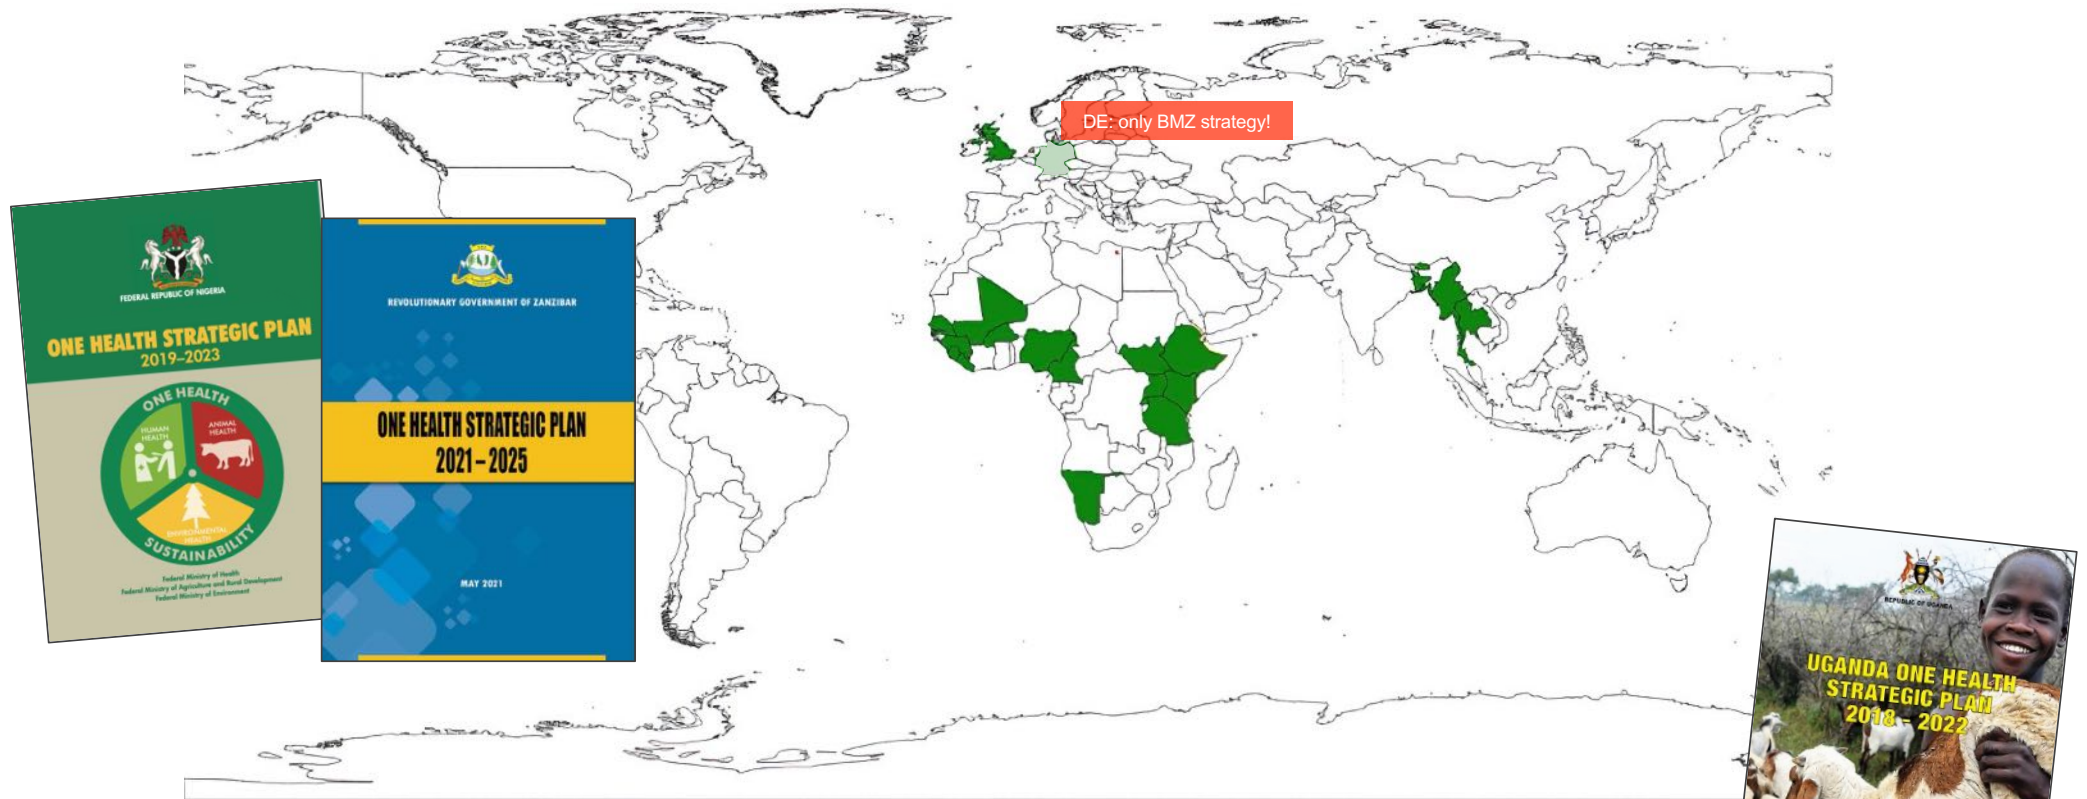 DE: only BMZ strategy!
FEDERAL REPUBLIC OF NIGERIA
ONE HEALTH STRATEGIC PLAN
2019–2023
ONE HEALTH
HUMAN
HEALTH
ANIMAL
HEALTH
ENVIRONMENTAL
HEALTH
SUSTAINABILITY
Federal Ministry of Health
Federal Ministry of Agriculture and Rural Development
Federal Ministry of Environment
REVOLUTIONARY GOVERNMENT OF ZANZIBAR
ONE HEALTH STRATEGIC PLAN
2021 – 2025
MAY 2021
REPUBLIC OF UGANDA
UGANDA ONE HEALTH
STRATEGIC PLAN
2018 - 2022